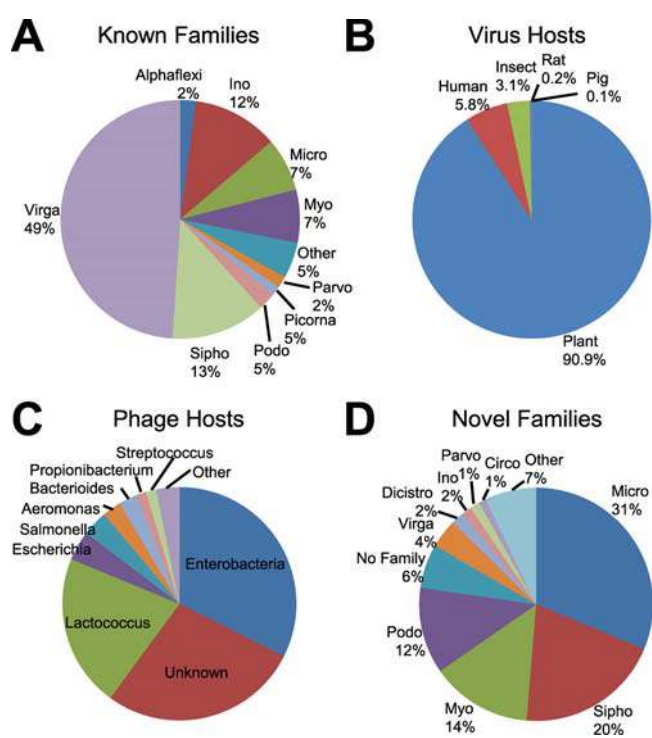 A
Known Families
Alphaflexi
2%
Ino
12%
Micro
7%
Myo
7%
Other
5%
Parvo
2%
Picorna
5%
Podo
5%
Sipho
13%
Virga
49%
B
Virus Hosts
Human
5.8%
Insect
3.1%
Rat
0.2%
Pig
0.1%
Plant
90.9%
C
Phage Hosts
Streptococcus
Propionibacterium
Other
Bacterioides
Aeromonas
Salmonella
Escherichia
Enterobacteria
Lactococcus
Unknown
D
Novel Families
Parvo
1%
Circo
1%
Other
7%
Ino
2%
Dicistro
2%
Virga
4%
No Family
6%
Podo
12%
Myo
14%
Sipho
20%
Micro
31%